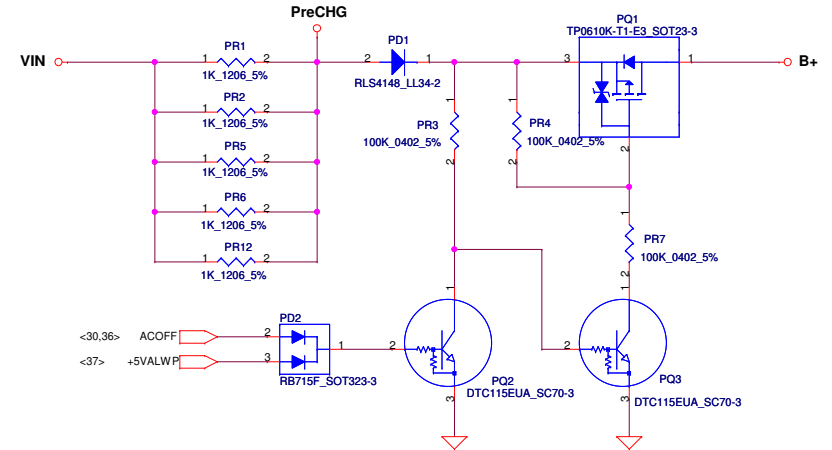 PreCHG
VIN
B+
PR1
1 2
1K_1206_5%
PR2
1 2
1K_1206_5%
PR5
1 2
1K_1206_5%
PR6
1 2
1K_1206_5%
PR12
1 2
1K_1206_5%
PD1
2 1
RLS4148_LL34-2
PR3
100K_0402_5%
1
2
PR4
100K_0402_5%
1
2
PQ1
TP0610K-T1-E3_SOT23-3
3 1
2
PR7
100K_0402_5%
1
2
<30,36> ACOFF
<37> +5VALWP
PD2
2
3
1
RB715F_SOT323-3
1
2
3
PQ2
DTC115EUA_SC70-3
1
2
3
PQ3
DTC115EUA_SC70-3